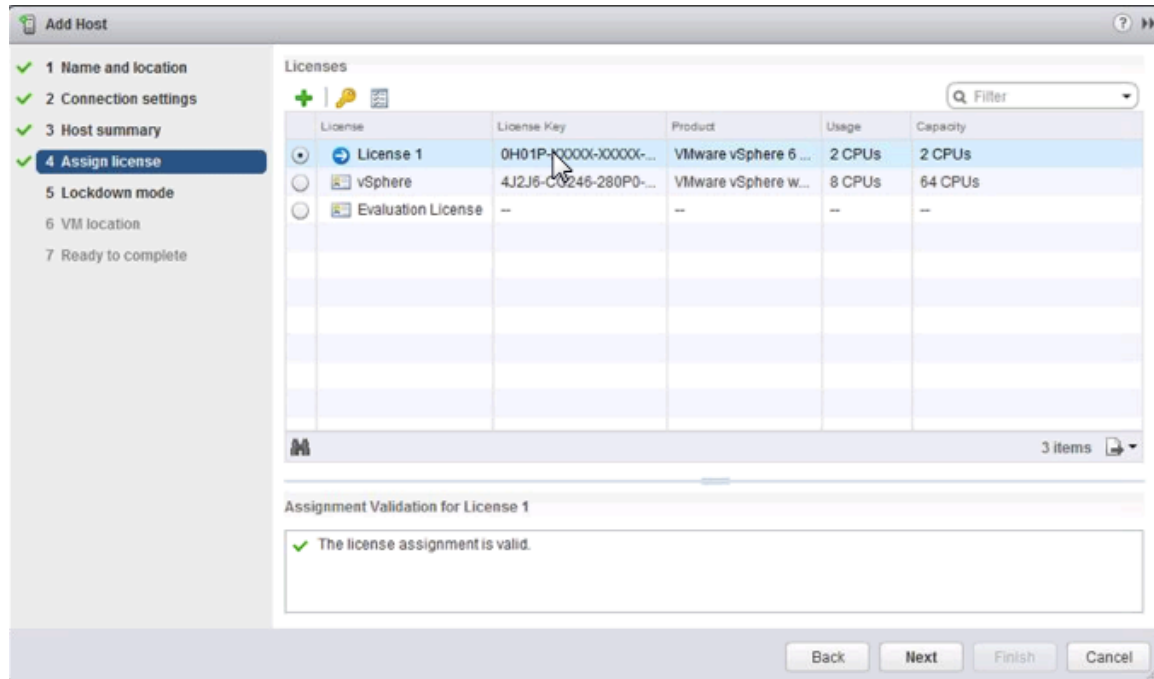 Add Host
1 Name and location
2 Connection settings
3 Host summary
4 Assign license
5 Lockdown mode
6 VM location
7 Ready to complete
Licenses
Filter
License License Key Product Usage Capacity
License 1 0H01P-XXXXX-XXXXX-... VMware vSphere 6 ... 2 CPUs 2 CPUs
vSphere 4J2J6-CG246-280P0-... VMware vSphere w... 8 CPUs 64 CPUs
Evaluation License -- -- -- --
3 items
Assignment Validation for License 1
The license assignment is valid.
Back Next Finish Cancel